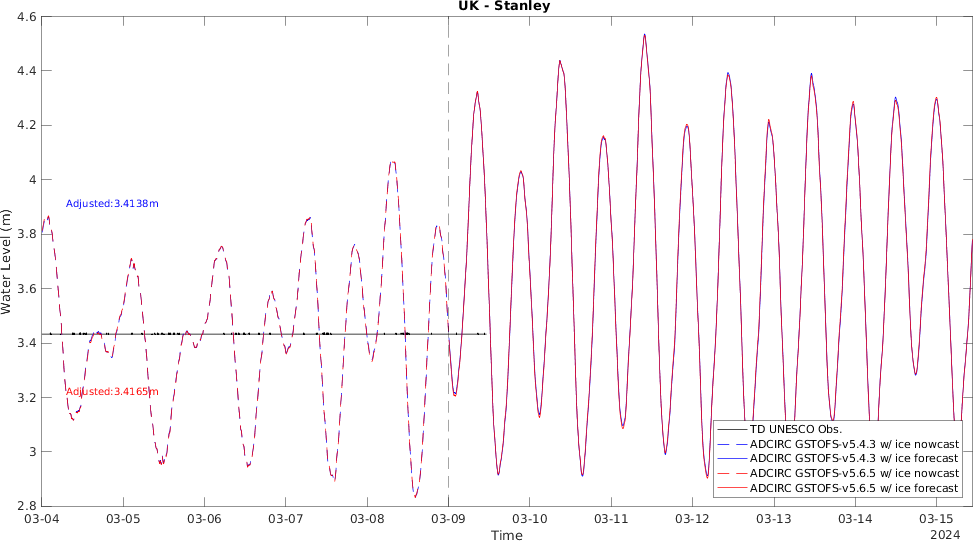 UK - Stanley
4.6
4.4
4.2
4
3.8
3.6
3.4
3.2
3
2.8
Water Level (m)
Adjusted:3.4138m
Adjusted:3.4165m
TD UNESCO Obs.
ADCIRC GSTOFS-v5.4.3 w/ ice nowcast
ADCIRC GSTOFS-v5.4.3 w/ ice forecast
ADCIRC GSTOFS-v5.6.5 w/ ice nowcast
ADCIRC GSTOFS-v5.6.5 w/ ice forecast
03-04 03-05 03-06 03-07 03-08 03-09 03-10 03-11 03-12 03-13 03-14 03-15
Time
2024